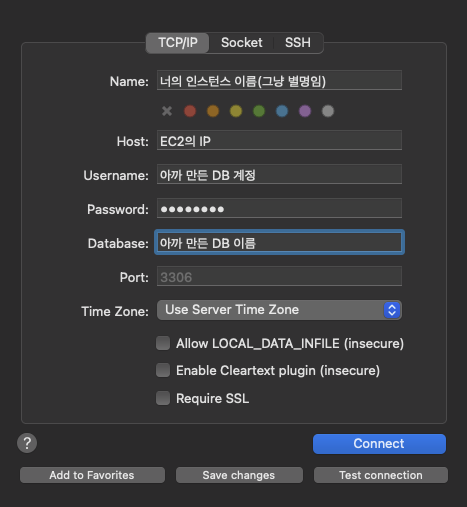 TCP/IP Socket SSH
Name: 너의 인스턴스 이름(그냥 별명임)
Host: EC2의 IP
Username: 아까 만든 DB 계정
Password: ●●●●●●●●
Database: 아까 만든 DB 이름
Port: 3306
Time Zone: Use Server Time Zone
Allow LOCAL_DATA_INFILE (insecure)
Enable Cleartext plugin (insecure)
Require SSL
? Connect
Add to Favorites Save changes Test connection